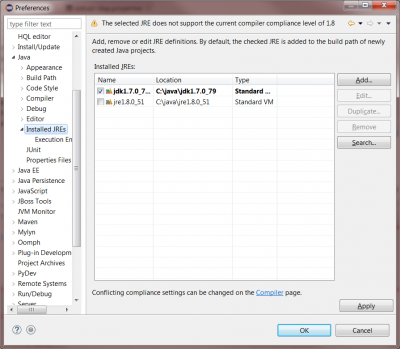 Preferences
type filter text
The selected JRE does not support the current compiler compliance level of 1.8
HQL editor
Install/Update
Java
Appearance
Build Path
Code Style
Compiler
Debug
Editor
Installed JREs
Execution En
JUnit
Properties Files
Java EE
Java Persistence
JavaScript
JBoss Tools
JVM Monitor
Maven
Mylyn
Oomph
Plug-in Developm
Project Archives
PyDev
Remote Systems
Run/Debug
Server
Add, remove or edit JRE definitions. By default, the checked JRE is added to the build path of newly
created Java projects.
Installed JREs:
Name Location Type
jdk1.7.0_7... C:\java\jdk1.7.0_79 Standard ...
jre1.8.0_51 C:\java\jre1.8.0_51 Standard VM
Add...
Edit...
Duplicate...
Remove
Search...
Conflicting compliance settings can be changed on the Compiler page.
Apply
OK Cancel